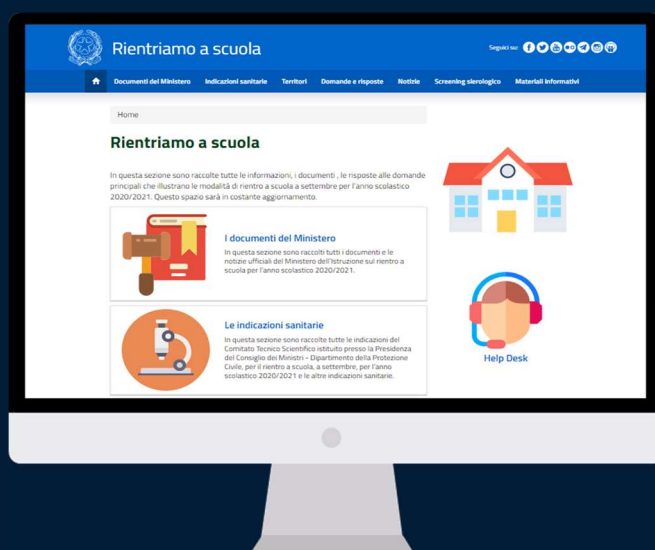 Rientriamo a scuola
Seguici su:
Documenti del Ministero Indicazioni sanitarie Territori Domande e risposte Notizie Screening sierologico Materiali informativi
Home
Rientriamo a scuola
In questa sezione sono raccolte tutte le informazioni, i documenti , le risposte alle domande
principali che illustrano le modalità di rientro a scuola a settembre per l'anno scolastico
2020/2021. Questo spazio sarà in costante aggiornamento.
I documenti del Ministero
In questa sezione sono raccolti tutti i documenti e le
notizie ufficiali del Ministero dell'Istruzione sul rientro a
scuola per l'anno scolastico 2020/2021.
Le indicazioni sanitarie
In questa sezione sono raccolte tutte le indicazioni del
Comitato Tecnico Scientifico istituito presso la Presidenza
del Consiglio dei Ministri - Dipartimento della Protezione
Civile, per il rientro a scuola, a settembre, per l'anno
scolastico 2020/2021 e le altre indicazioni sanitarie.
Help Desk